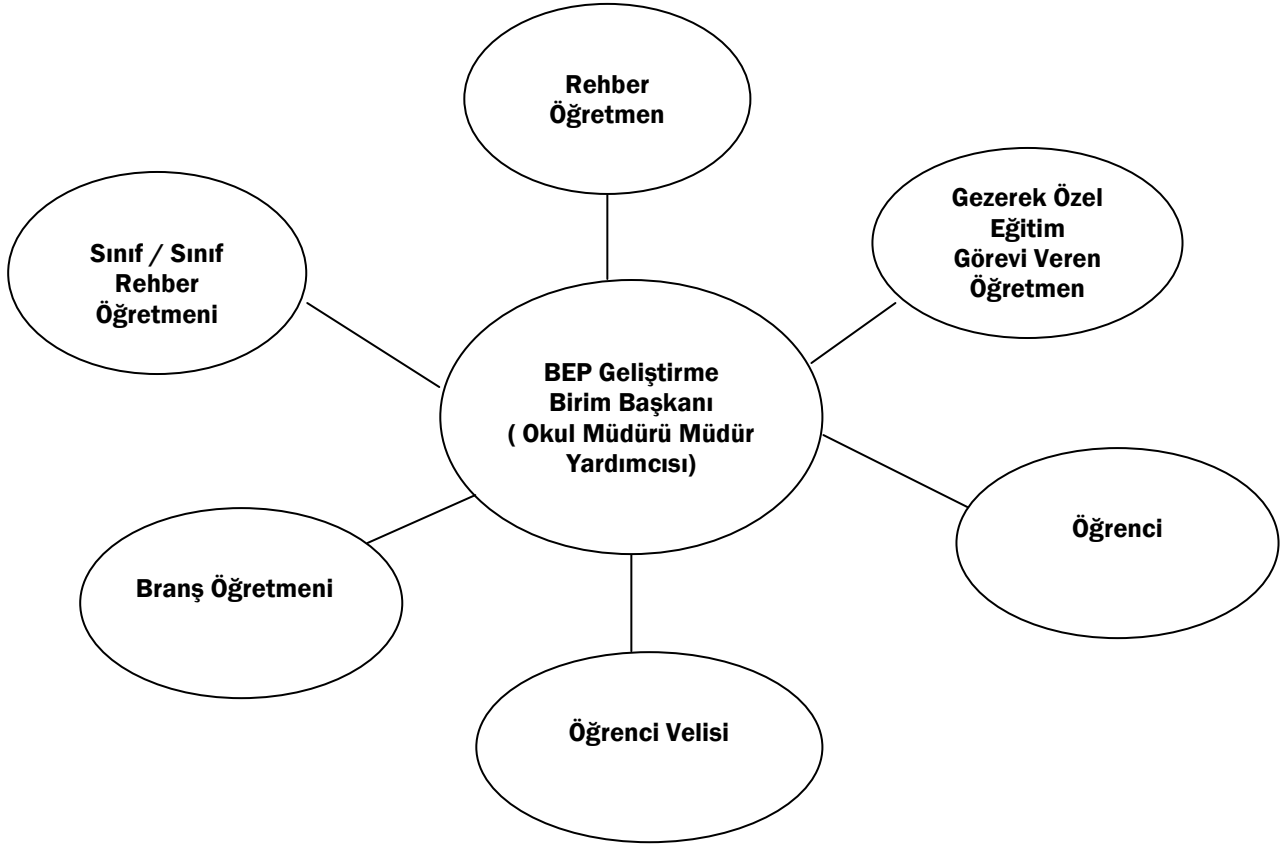 Rehber
Öğretmen
Gezerek Özel
Eğitim
Görevi Veren
Öğretmen
Sınıf / Sınıf
Rehber
Öğretmeni
BEP Geliştirme
Birim Başkanı
( Okul Müdürü Müdür
Yardımcısı)
Öğrenci
Branş Öğretmeni
Öğrenci Velisi